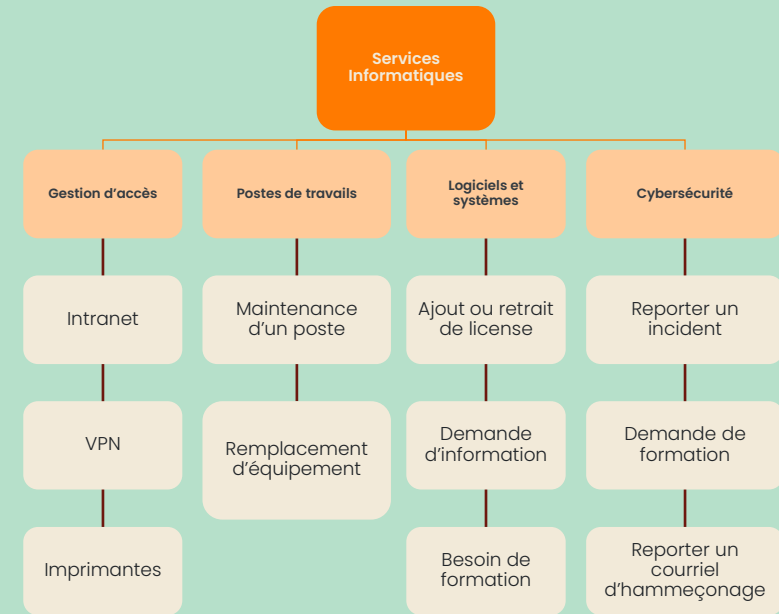 Services
Informatiques
Gestion d'accès
Postes de travails
Logiciels et
systèmes
Cybersécurité
Intranet
Maintenance
d'un poste
Ajout ou retrait
de license
Reporter un
incident
VPN
Remplacement
d'équipement
Demande
d'information
Demande de
formation
Imprimantes
Besoin de
formation
Reporter un
courriel
d'hammeçonage